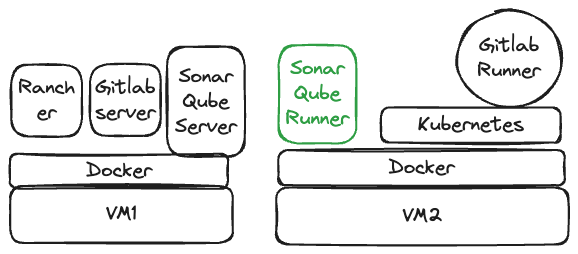 Ranch
er
Gitlab
server
Sonar
Qube
Server
Docker
VM1
Sonar
Qube
Runner
Gitlab
Runner
Kubernetes
Docker
VM2